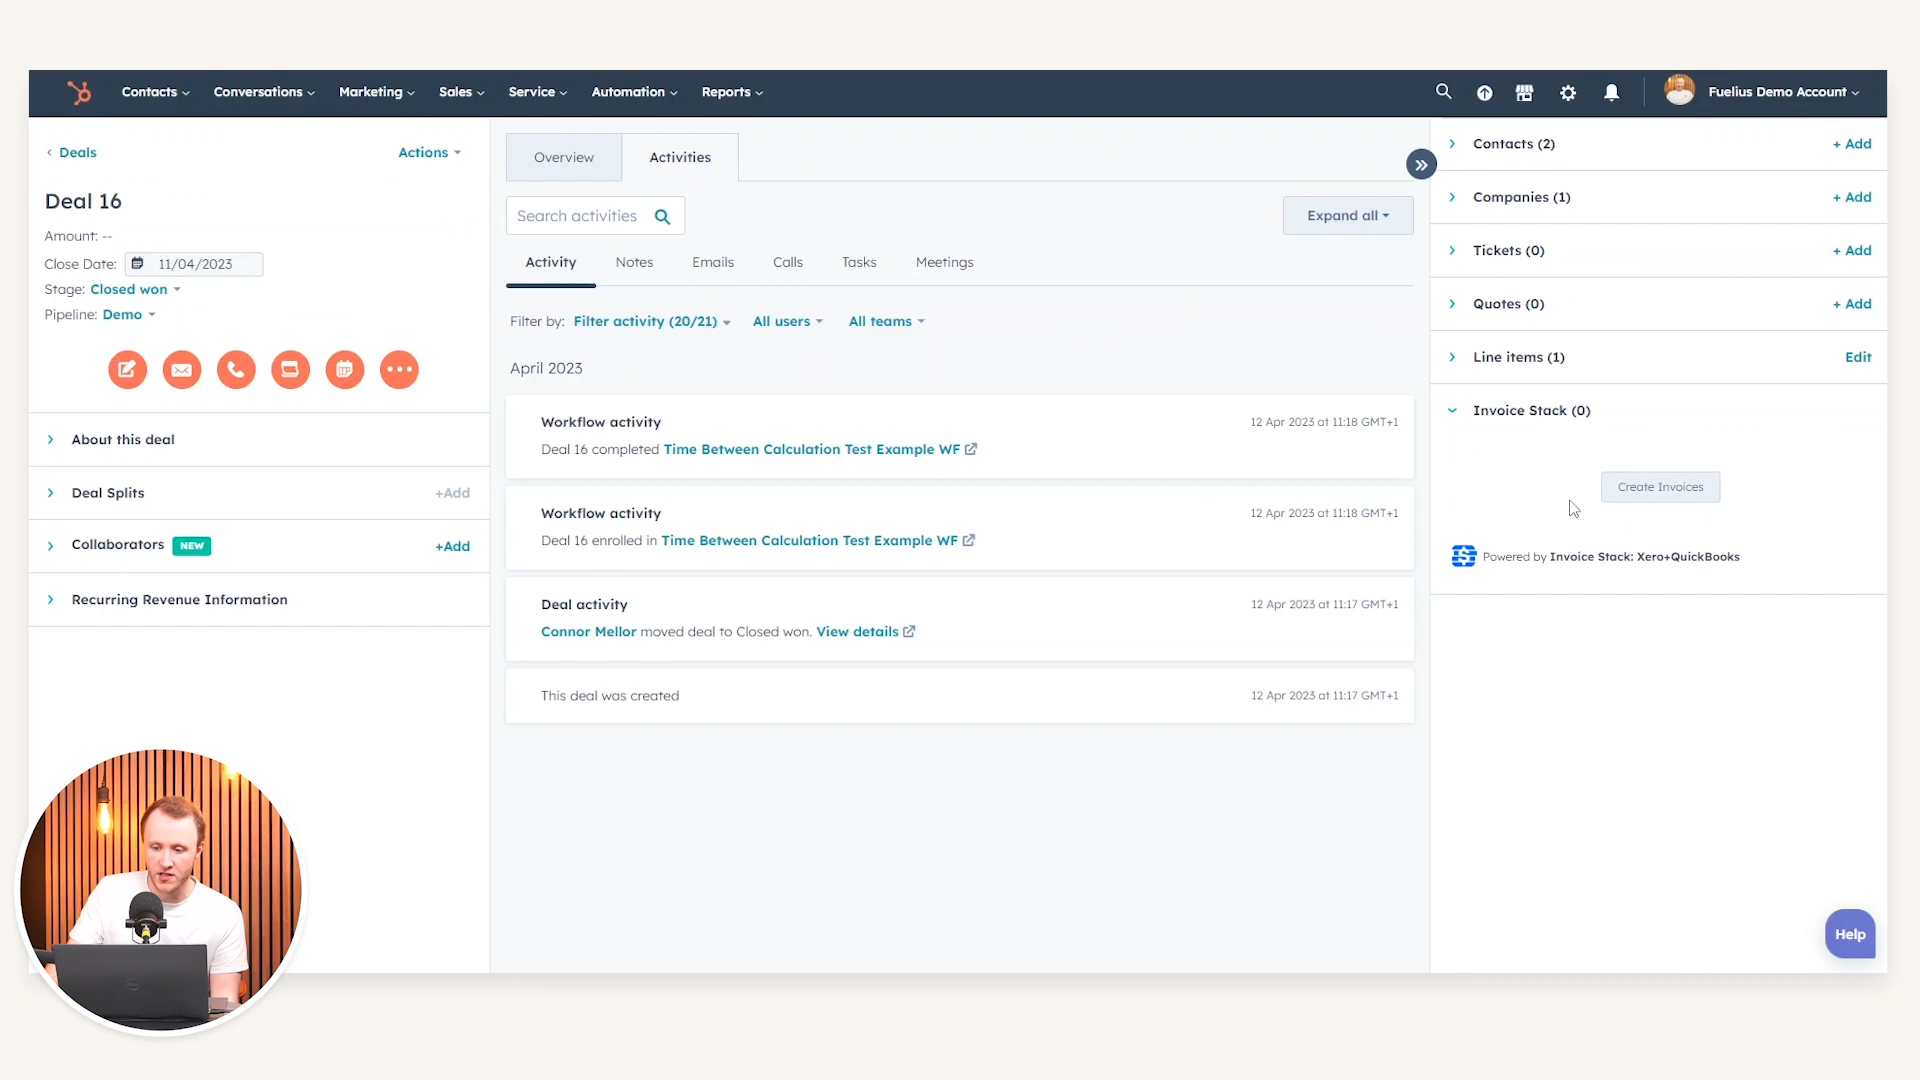 Contacts
Conversations
Marketing
Sales
Service
Automation
Reports
Fuelius Demo Account
Deals
Actions
Deal 16
Amount: --
Close Date: 11/04/2023
Stage: Closed won
Pipeline: Demo
About this deal
Deal Splits +Add
Collaborators NEW +Add
Recurring Revenue Information
Overview
Activities
Search activities
Expand all
Activity
Notes
Emails
Calls
Tasks
Meetings
Filter by: Filter activity (20/21) All users All teams
April 2023
Workflow activity 12 Apr 2023 at 11:18 GMT+1
Deal 16 completed Time Between Calculation Test Example WF
Workflow activity 12 Apr 2023 at 11:18 GMT+1
Deal 16 enrolled in Time Between Calculation Test Example WF
Deal activity 12 Apr 2023 at 11:17 GMT+1
Connor Mellor moved deal to Closed won. View details
This deal was created 12 Apr 2023 at 11:17 GMT+1
Contacts (2) + Add
Companies (1) + Add
Tickets (0) + Add
Quotes (0) + Add
Line items (1) Edit
Invoice Stack (0)
Create Invoices
Powered by Invoice Stack: Xero+QuickBooks
Help